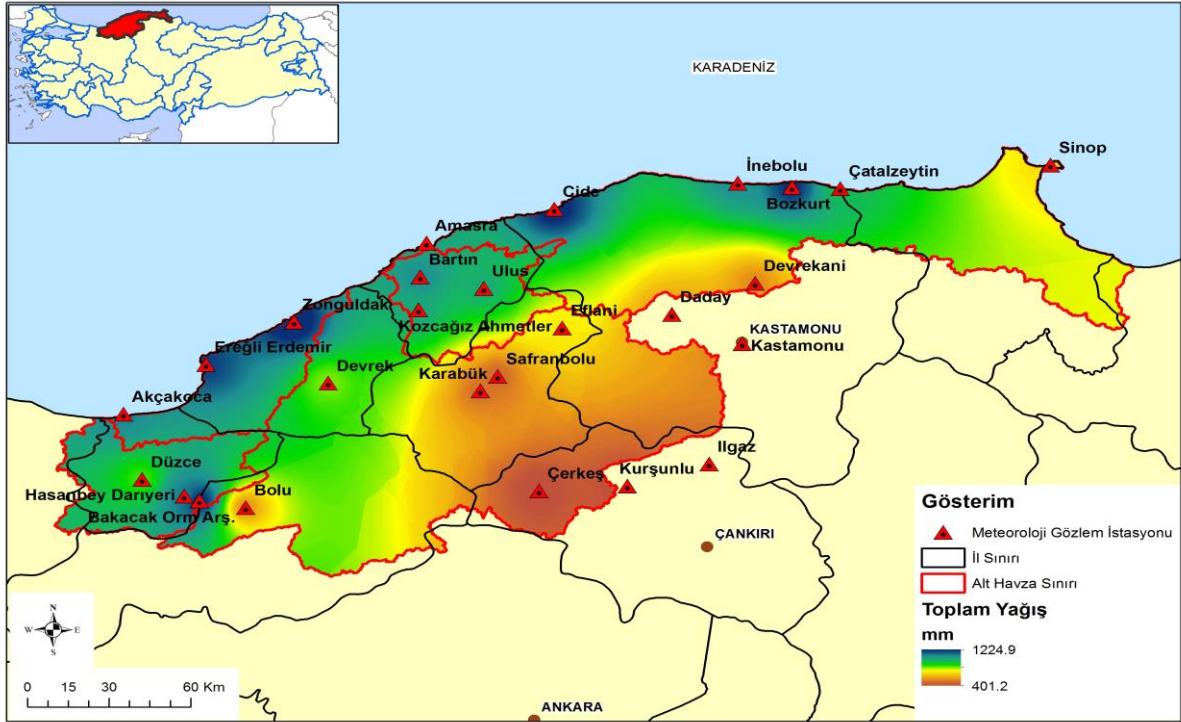 KARADENİZ
Sinop
İnebolu
Çatalzeytin
Cide
Bozkurt
Amasra
Bartın
Ulus
Devrekani
Zonguldak
Daday
Kozcağız Ahmetler
Eflani
KASTAMONU
Kastamonu
Ereğli Erdemir
Safranbolu
Devrek
Karabük
Akçakoca
Düzce
Ilgaz
Hasanbey Darıyeri
Bolu
Çerkeş
Kurşunlu
Bakacak Orm Arş.
ÇANKIRI
ANKARA
Gösterim
Meteoroloji Gözlem İstasyonu
İl Sınırı
Alt Havza Sınırı
Toplam Yağış
mm
1224.9
401.2
N
W E
S
0 15 30 60 Km